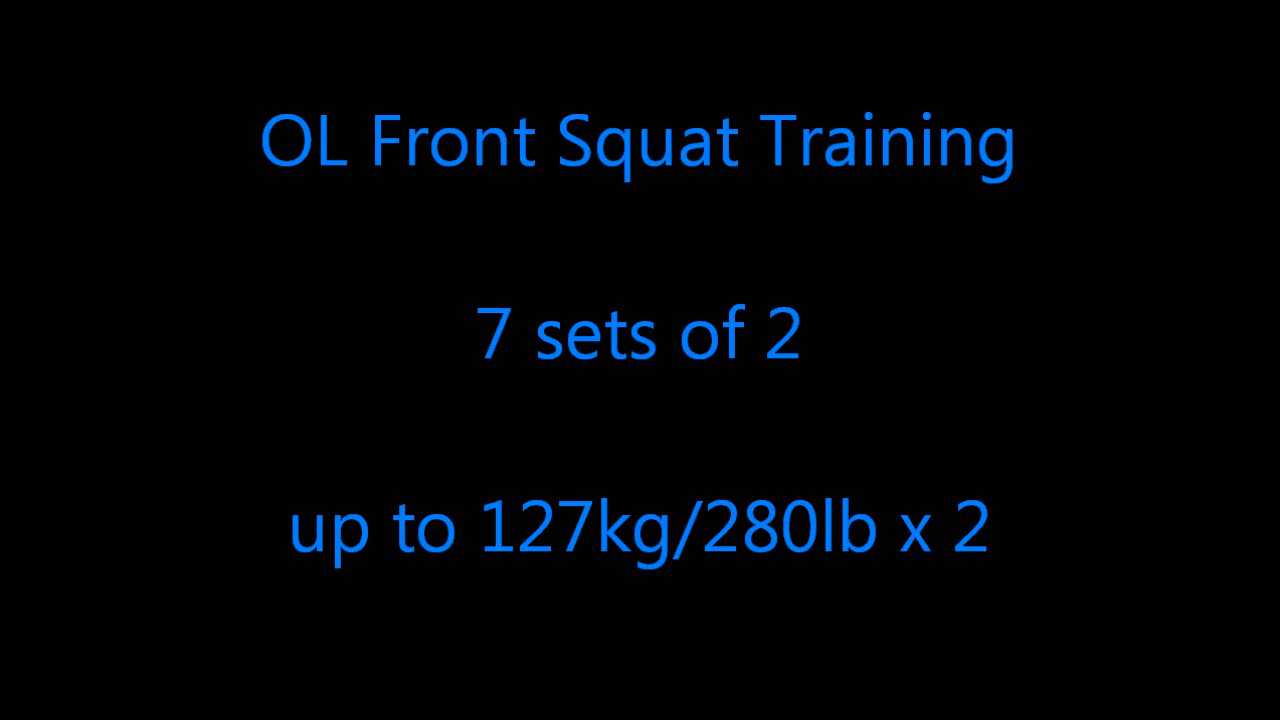 OL Front Squat Training
7 sets of 2
up to 127kg/280lb x 2